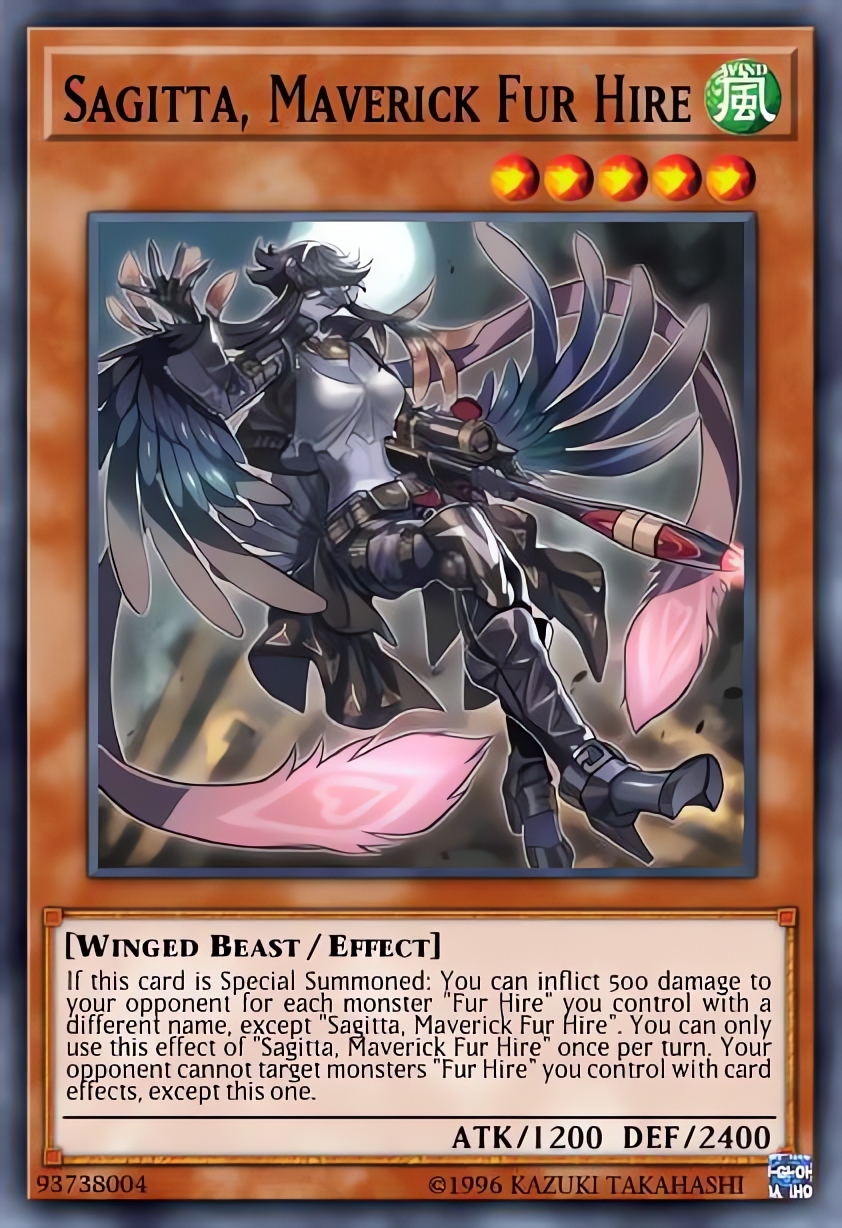 Sagitta, Maverick Fur Hire
WIND
風
[Winged Beast / Effect]
If this card is Special Summoned: You can inflict 500 damage to
your opponent for each monster "Fur Hire" you control with a
different name, except "Sagitta, Maverick Fur Hire". You can only
use this effect of "Sagitta, Maverick Fur Hire" once per turn. Your
opponent cannot target monsters "Fur Hire" you control with card
effects, except this one.
ATK/1200 DEF/2400
93738004 ©1996 KAZUKI TAKAHASHI